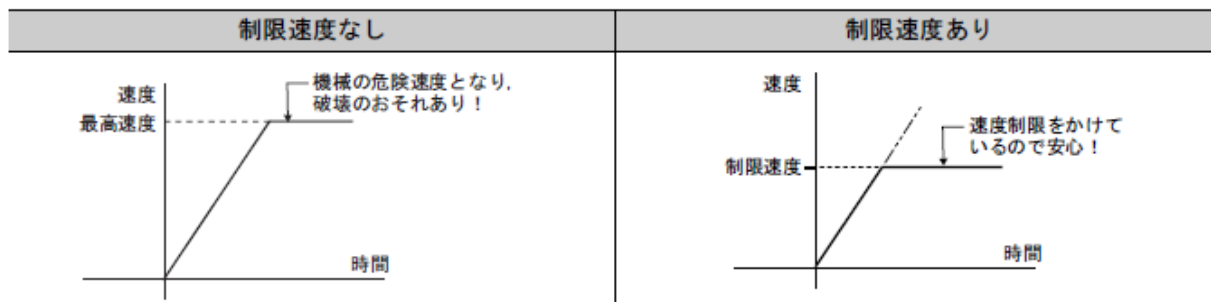 制限速度なし
制限速度あり
速度
最高速度
機械の危険速度となり,
破壊のおそれあり！
時間
速度
制限速度
速度制限をかけて
いるので安心！
時間